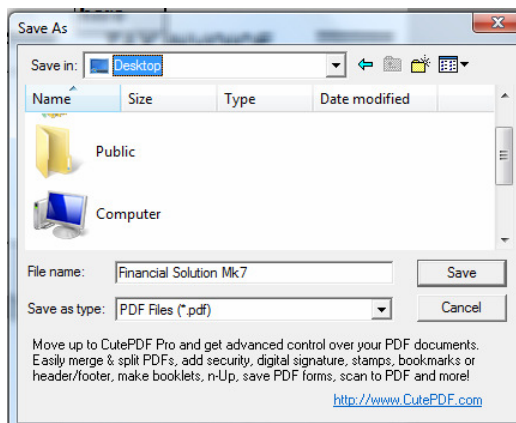 Save As
Save in: Desktop
Name Size Type Date modified
Public
Computer
File name: Financial Solution Mk7 Save
Save as type: PDF Files (*.pdf) Cancel
Move up to CutePDF Pro and get advanced control over your PDF documents.
Easily merge & split PDFs, add security, digital signature, stamps, bookmarks or
header/footer, make booklets, n-Up, save PDF forms, scan to PDF and more!
http://www.CutePDF.com